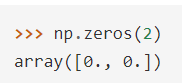 >>> np.zeros(2)
array([0., 0.])